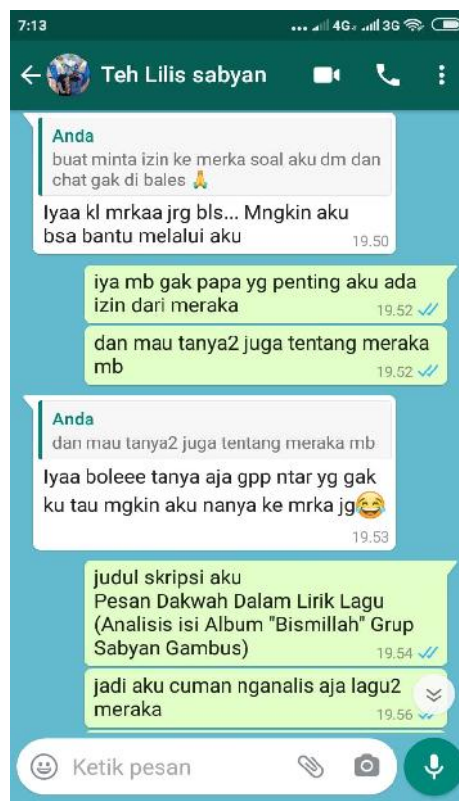 7:13
... 4G 3G
Teh Lilis sabyan
Anda
buat minta izin ke merka soal aku dm dan
chat gak di bales 🙏
Iyaa kl mrkaa jrg bls... Mngkin aku
bsa bantu melalui aku
19.50
iya mb gak papa yg penting aku ada
izin dari meraka
19.52
dan mau tanya2 juga tentang meraka
mb
19.52
Anda
dan mau tanya2 juga tentang meraka mb
Iyaa boleee tanya aja gpp ntar yg gak
ku tau mgkin aku nanya ke mrka jg😂
19.53
judul skripsi aku
Pesan Dakwah Dalam Lirik Lagu
(Analisis isi Album "Bismillah" Grup
Sabyan Gambus)
19.54
jadi aku cuman nganalis aja lagu2
meraka
19.56
Ketik pesan